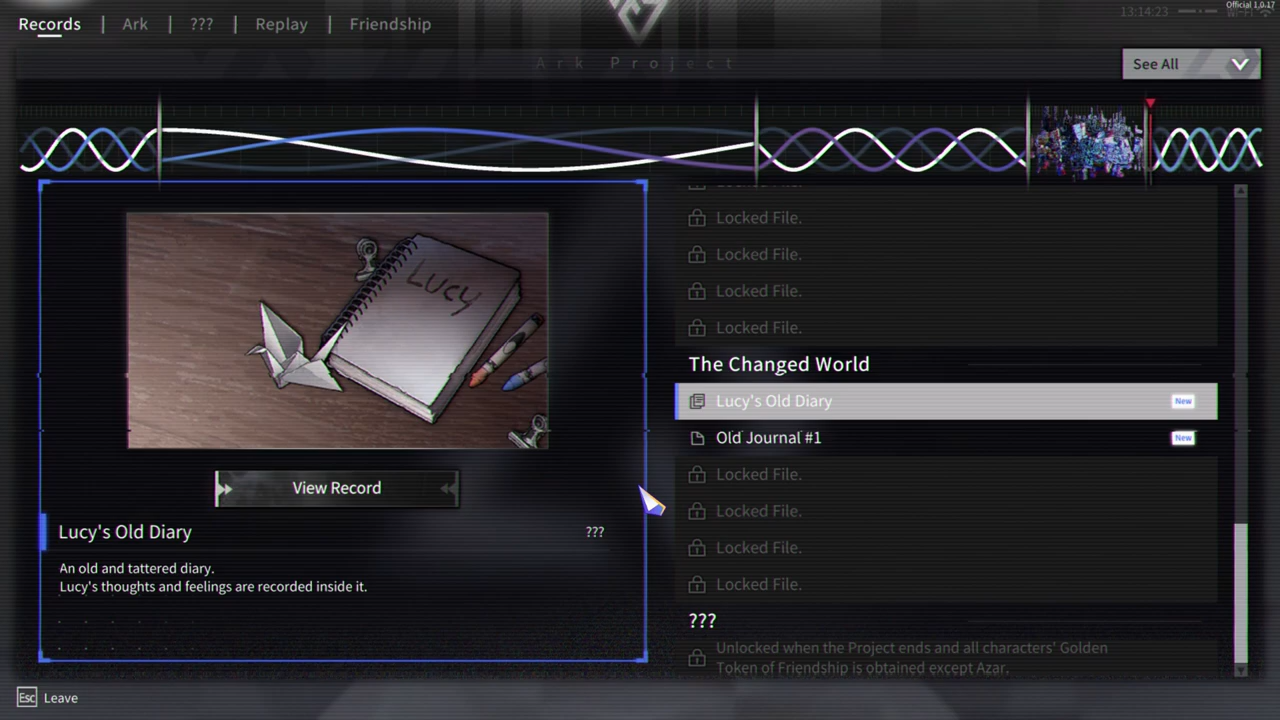 Official 1.0.17
Records | Ark | ??? | Replay | Friendship
13:14:23
Ark Project
See All
Locked File.
Locked File.
Locked File.
Locked File.
Locked File.
The Changed World
Lucy's Old Diary New
Old Journal #1 New
Locked File.
Locked File.
Locked File.
Locked File.
???
Unlocked when the Project ends and all characters' Golden
Token of Friendship is obtained except Azar.
Lucy
View Record
Lucy's Old Diary ???
An old and tattered diary.
Lucy's thoughts and feelings are recorded inside it.
Esc Leave